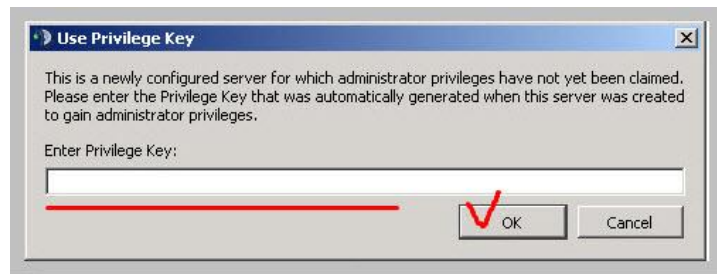 Use Privilege Key
This is a newly configured server for which administrator privileges have not yet been claimed.
Please enter the Privilege Key that was automatically generated when this server was created
to gain administrator privileges.
Enter Privilege Key:
OK Cancel